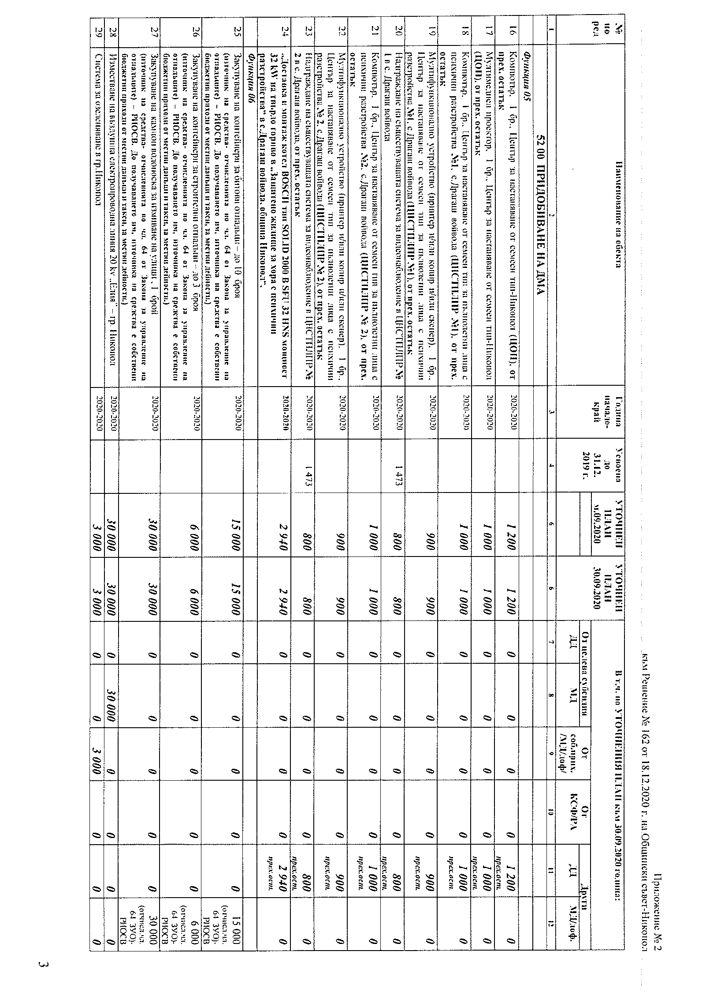 Приложение № 2
към Решение № 162 от 18.12.2020 г. на Общински съвет-Никопол
№ по ред
Наименование на обекта
Година начало-край
Усвоено до 31.12. 2019 г.
УТОЧНЕН ПЛАН м.09.2020
УТОЧНЕН ПЛАН 30.09.2020
В т.ч. по УТОЧНЕНИЯ ПЛАН към 30.09.2020 година:
От целева субсидия
ДД
МД
От соб.прих. /МД/доф/
От КСФ/РА
Други
ДД
МД/доф.
1 2 3 4 6 6 7 8 9 10 11 12
52 00 ПРИДОБИВАНЕ НА ДМА
Функция 05
16 Компютър, 1 бр., Център за настаняване от семеен тип-Никопол (ЦОП), от 2020-2020 1 200 1 200 0 0 0 0 1 200 0
прех. остатък прех.ост.
17 Мултимедиен проектор, 1 бр., Център за настаняване от семеен тип-Никопол 2020-2020 1 000 1 000 0 0 0 0 1 000 0
(ЦОП), от прех. остатък прех.ост.
18 Компютър, 1 бр., Център за настаняване от семеен тип за пълнолетни лица с 2020-2020 1 000 1 000 0 0 0 0 1 000 0
психични разстройства №1, с.Драгаш войвода (ЦНСТПЛПР №1), от прех. прех.ост.
остатък
19 Мултифункционално устройство (принтер и/или копир и/или скенер), 1 бр., 2020-2020 900 900 0 0 0 0 900 0
Център за настаняване от семеен тип за пълнолетни лица с психични прех.ост.
разстройства №1, с.Драгаш войвода (ЦНСТПЛПР №1), от прех. остатък
20 Надграждане на съществуващата система за видеонаблюдение в ЦНСТПЛПР № 2020-2020 1 473 800 800 0 0 0 0 800 0
1 в с. Драгаш войвода прех.ост.
21 Компютър, 1 бр., Център за настаняване от семеен тип за пълнолетни лица с 2020-2020 1 000 1 000 0 0 0 0 1 000 0
психични разстройства №2, с.Драгаш войвода (ЦНСТПЛПР № 2), от прех. прех.ост.
остатък
22 Мултифункционално устройство (принтер и/или копир и/или скенер), 1 бр., 2020-2020 900 900 0 0 0 0 900 0
Център за настаняване от семеен тип за пълнолетни лица с психични прех.ост.
разстройства № 2, с.Драгаш войвода (ЦНСТПЛПР № 2), от прех. остатък
23 Надграждане на съществуващата система за видеонаблюдение в ЦНСТПЛПР № 2020-2020 1 473 800 800 0 0 0 0 800 0
2 в с. Драгаш войвода, от прех. остатък прех.ост.
24 „Доставка и монтаж котел BOSCH тип SOLID 2000 B SFU 32 HNS мощност 2020-2020 2 940 2 940 0 0 0 0 2 940 0
32 kW на твърдо гориво в „Защитено жилище за хора с психични прех.ост.
разстройства“ в с.Драгаш войвода, община Никопол“.
Функция 06
25 Закупуване на контейнери за битови отпадъци – до 10 броя 2020-2020 15 000 15 000 0 0 0 0 0 15 000
(източник на средства- отчисленията по чл. 64 от Закона за управление на (отчисл.чл.
отпадъците) – РИОСВ. До получаването им, източника на средства е собствени 64 ЗУО)-
бюджетни приходи от местни данъци и такси, за местни дейности.) РИОСВ
26 Закупуване на контейнери за строителни отпадъци – до 3 броя 2020-2020 6 000 6 000 0 0 0 0 0 6 000
(източник на средства- отчисленията по чл. 64 от Закона за управление на (отчисл.чл.
отпадъците) – РИОСВ. До получаването им, източника на средства е собствени 64 ЗУО)-
бюджетни приходи от местни данъци и такси, за местни дейности.) РИОСВ
27 Закупуване на камион водоноска за измиване на улици , 1 брой 2020-2020 30 000 30 000 0 0 0 0 0 30 000
(източник на средства- отчисленията по чл. 64 от Закона за управление на (отчисл.чл.
отпадъците) – РИОСВ. До получаването им, източника на средства е собствени 64 ЗУО)-
бюджетни приходи от местни данъци и такси, за местни дейности.) РИОСВ
28 Изместване на въздушна електропроводна линия 20 kv „Елия“ – гр. Никопол 2020-2020 30 000 30 000 0 30 000 0 0 0 0
29 Система за озеленяване в гр.Никопол 2020-2020 3 000 3 000 0 0 3 000 0 0 0
3